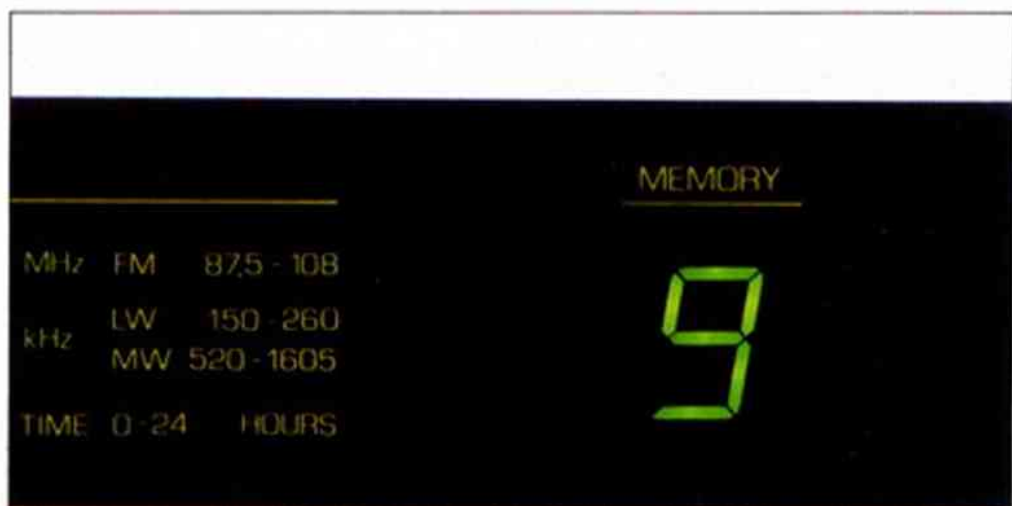 MEMORY
MHz FM 87,5 - 108
kHz
LW 150 - 260
MW 520 - 1605
TIME 0 - 24 HOURS
9